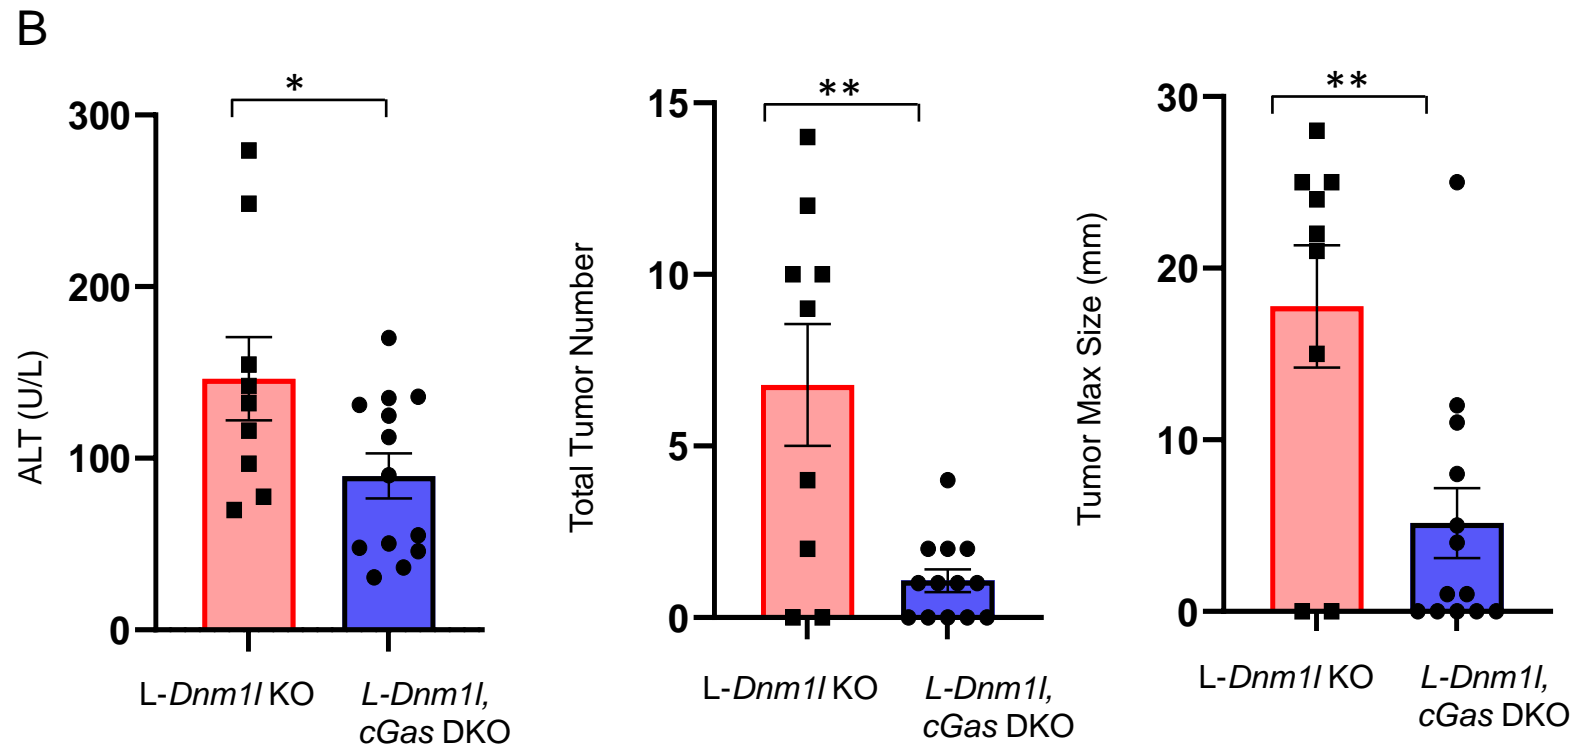 B
*
300
200
100
0
ALT (U/L)
L-Dnm1l KO
L-Dnm1l,
cGas DKO
**
15
10
5
0
Total Tumor Number
L-Dnm1l KO
L-Dnm1l,
cGas DKO
**
30
20
10
0
Tumor Max Size (mm)
L-Dnm1l KO
L-Dnm1l,
cGas DKO